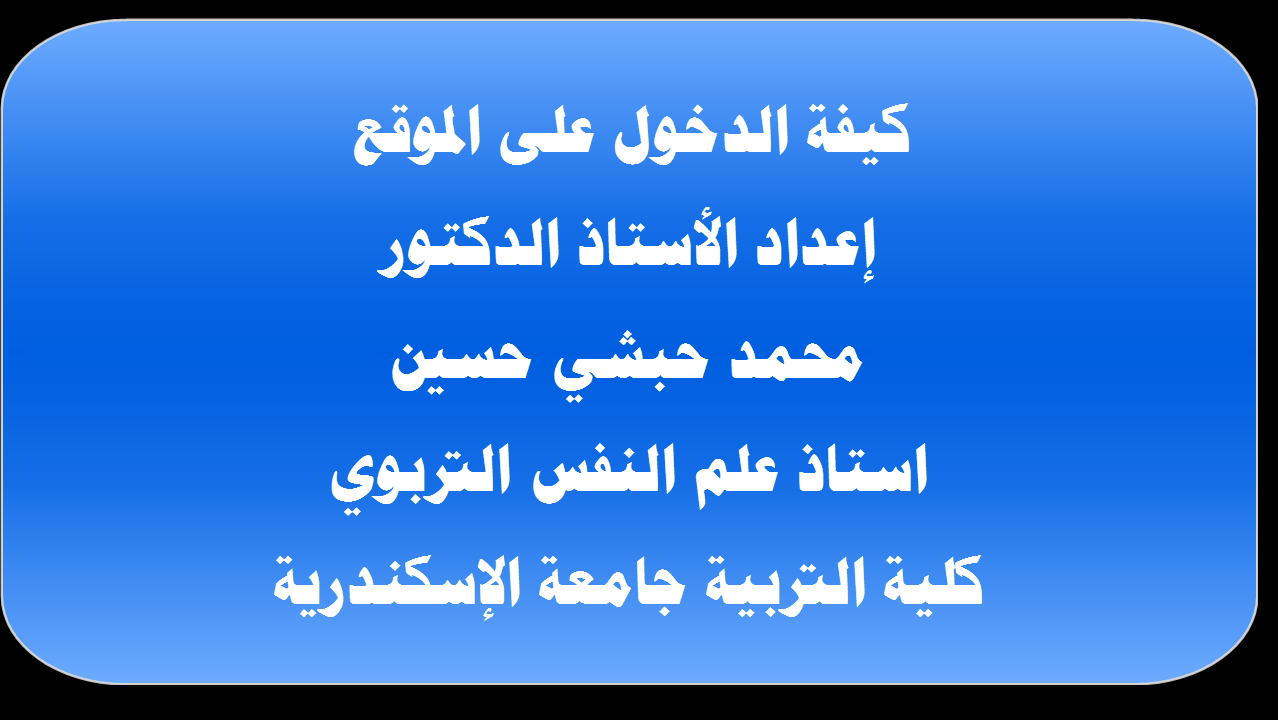 كيفة الدخول على الموقع
إعداد الأستاذ الدكتور
محمد حبشي حسين
استاذ علم النفس التربوي
كلية التربية جامعة الإسكندرية